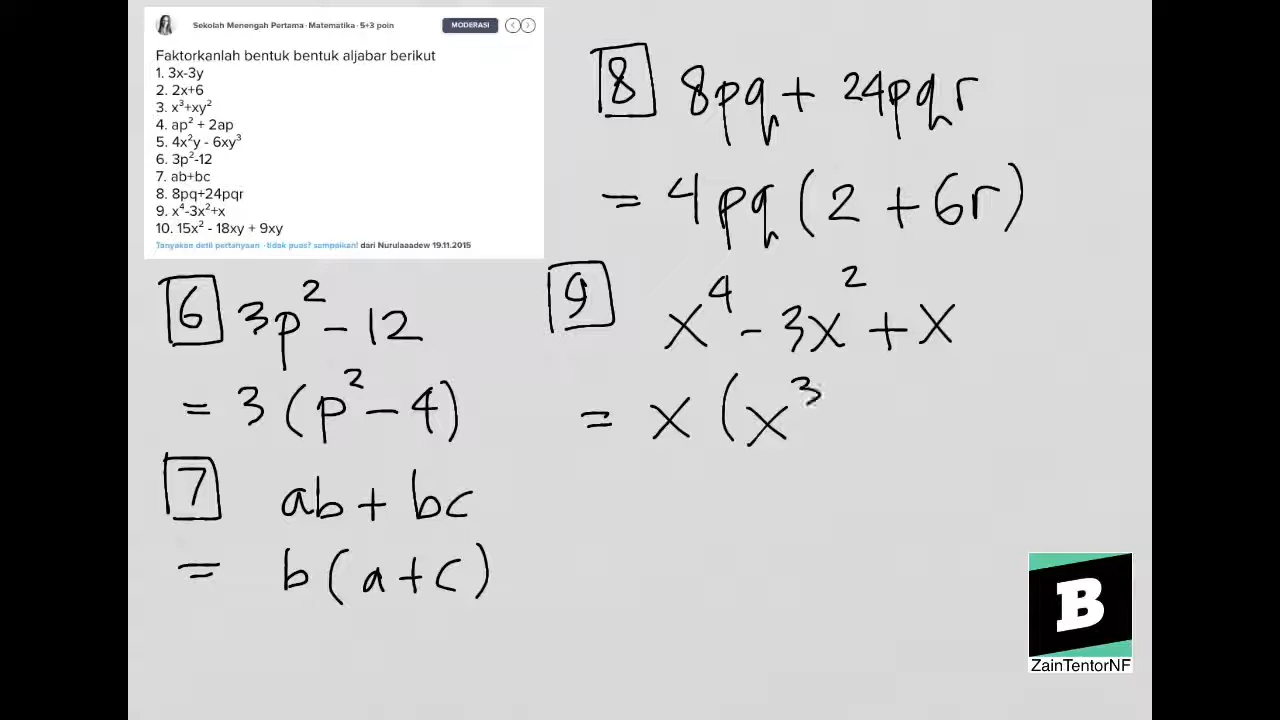 Sekolah Menengah Pertama · Matematika · 5+3 poin
MODERASI
Faktorkanlah bentuk bentuk aljabar berikut
1. 3x-3y
2. 2x+6
3. x³+xy²
4. ap² + 2ap
5. 4x²y - 6xy³
6. 3p²-12
7. ab+bc
8. 8pq+24pqr
9. x⁴-3x²+x
10. 15x² - 18xy + 9xy
Tanyakan detil pertanyaan · tidak puas? sampaikan! dari Nurulaaadew 19.11.2015
6 3p² - 12
= 3 (p² - 4)
7 ab + bc
= b (a + c)
8 8pq + 24pqr
= 4pq (2 + 6r)
9 x⁴ - 3x² + x
= x (x³
B
ZainTentorNF